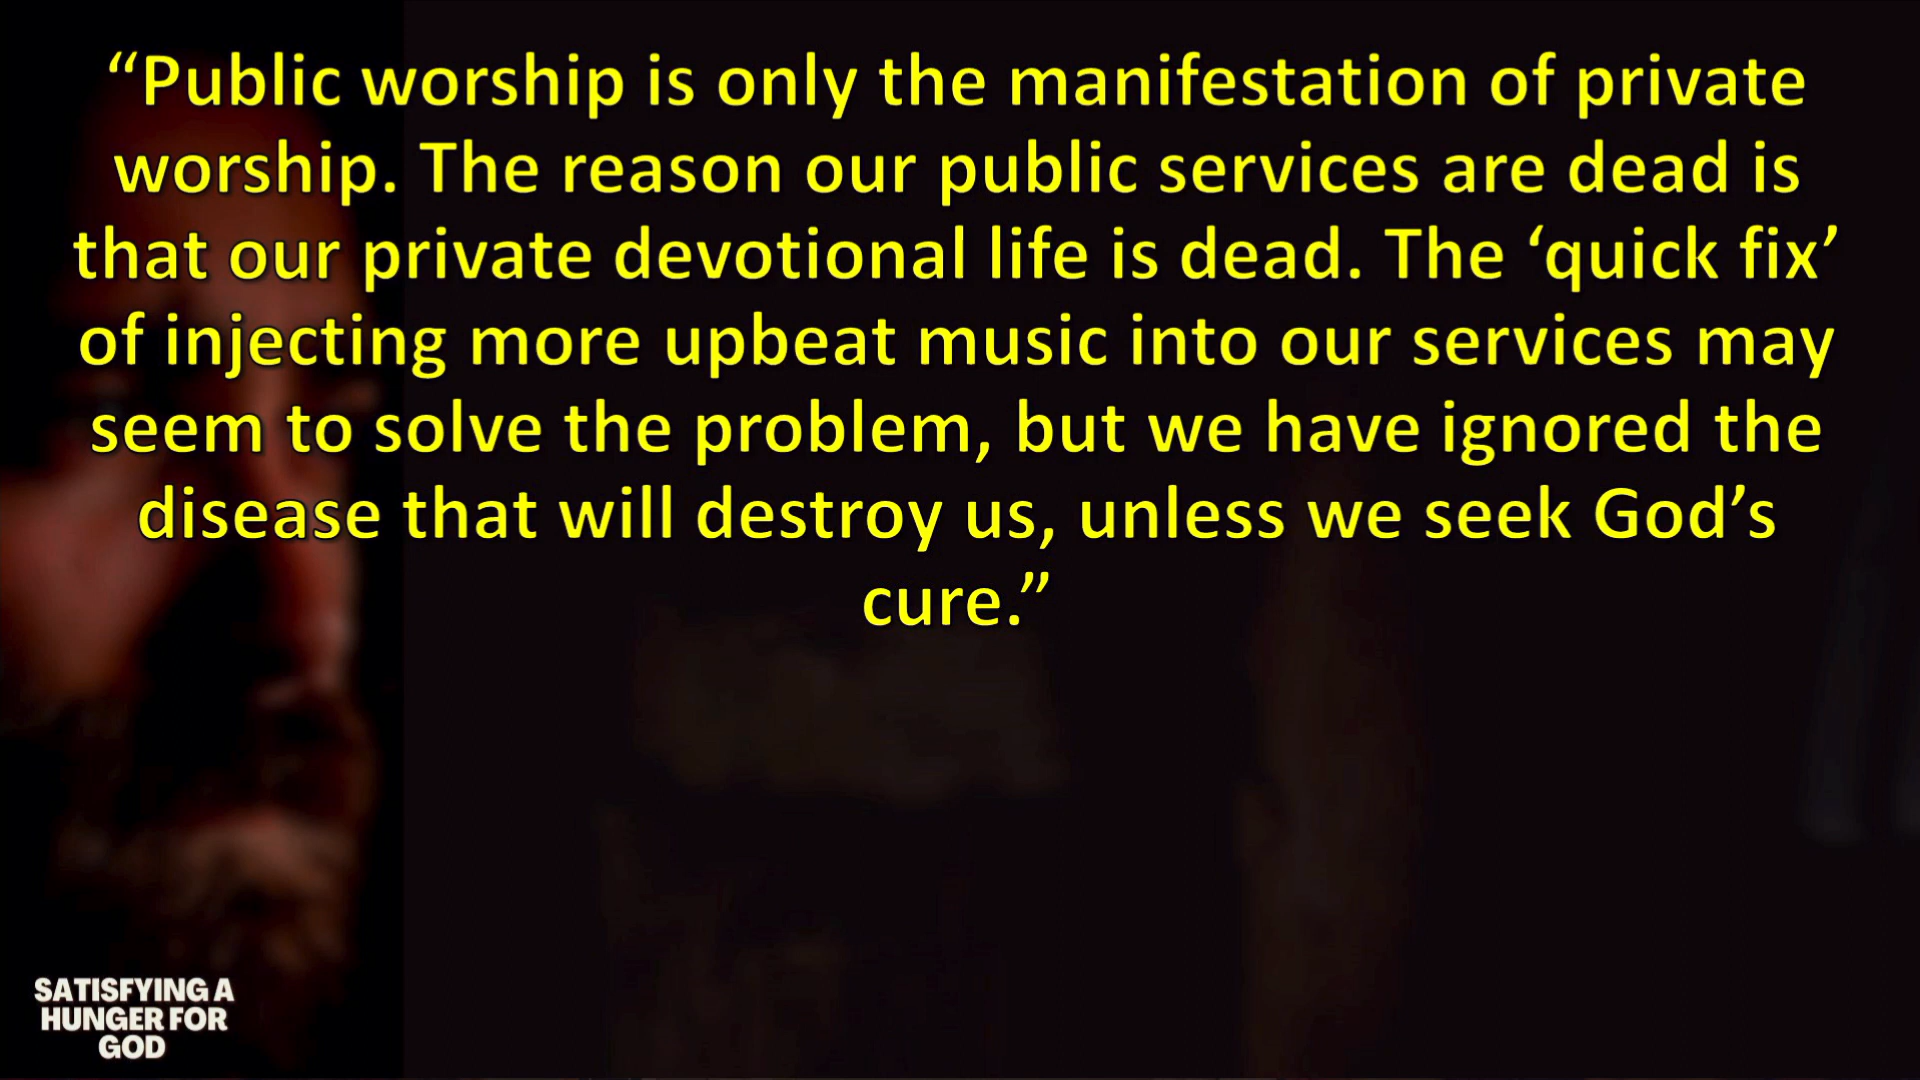 “Public worship is only the manifestation of private
worship. The reason our public services are dead is
that our private devotional life is dead. The ‘quick fix’
of injecting more upbeat music into our services may
seem to solve the problem, but we have ignored the
disease that will destroy us, unless we seek God’s
cure.”
SATISFYING A
HUNGER FOR
GOD